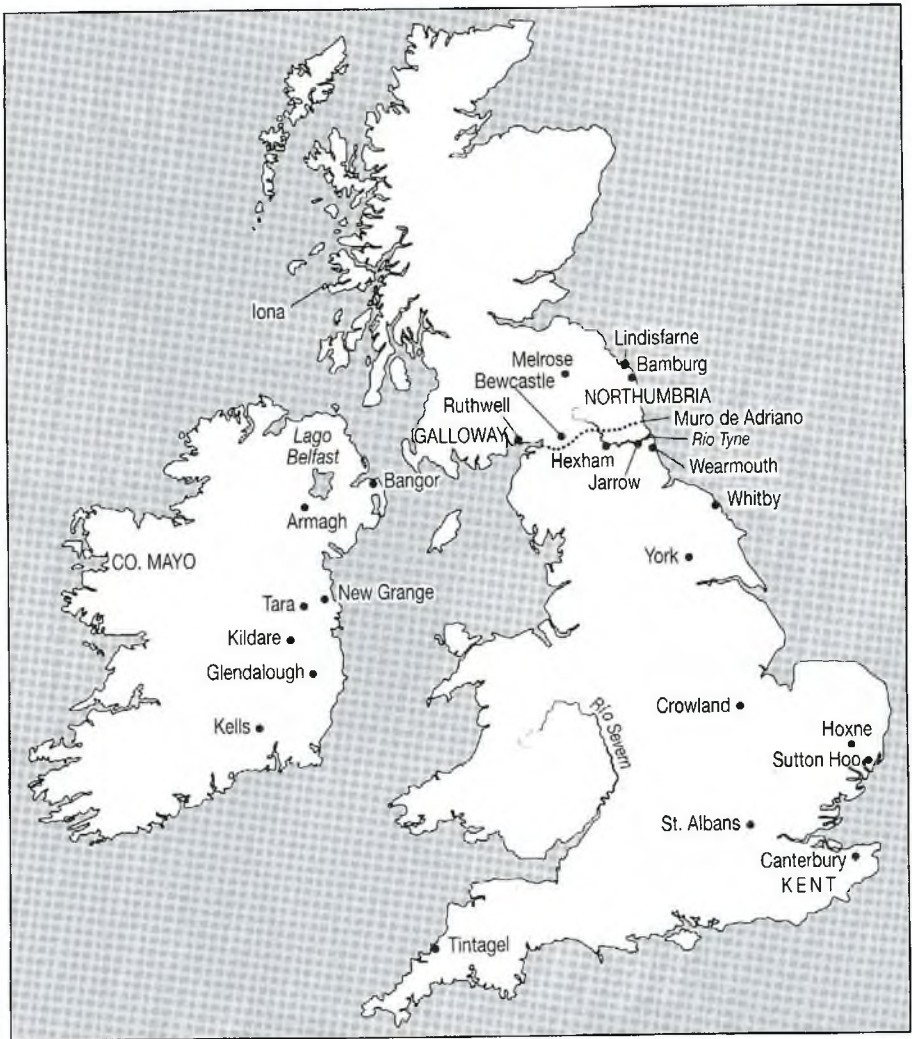 Iona
Lindisfarne
Melrose
Bamburg
Bewcastle
NORTHUMBRIA
Ruthwell
Muro de Adriano
GALLOWAY
Río Tyne
Lago
Belfast
Hexham
Wearmouth
Jarrow
Bangor
Whitby
Armagh
CO. MAYO
York
New Grange
Tara
Kildare
Glendalough
Crowland
Río Severn
Kells
Hoxne
Sutton Hoo
St. Albans
Canterbury
KENT
Tintagel